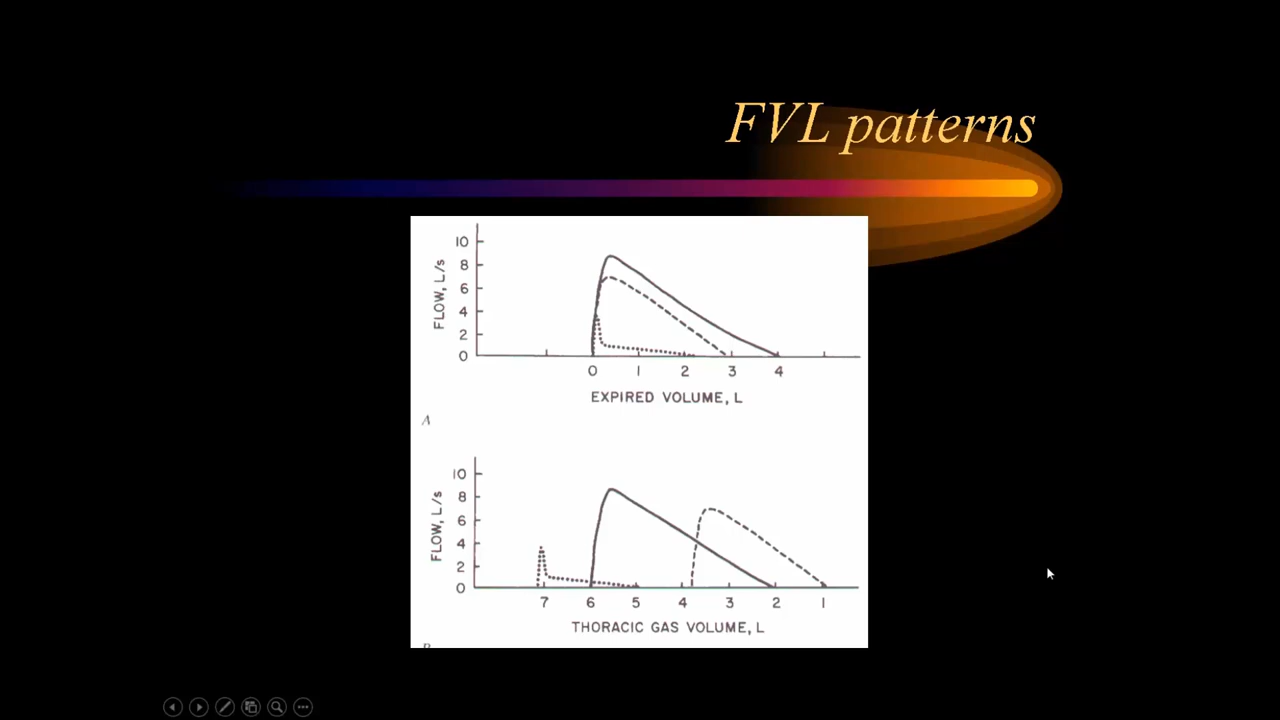 FVL patterns
10
8
6
4
2
0
FLOW, L/s
0 1 2 3 4
EXPIRED VOLUME, L
A
10
8
6
4
2
0
FLOW, L/s
7 6 5 4 3 2 1
THORACIC GAS VOLUME, L